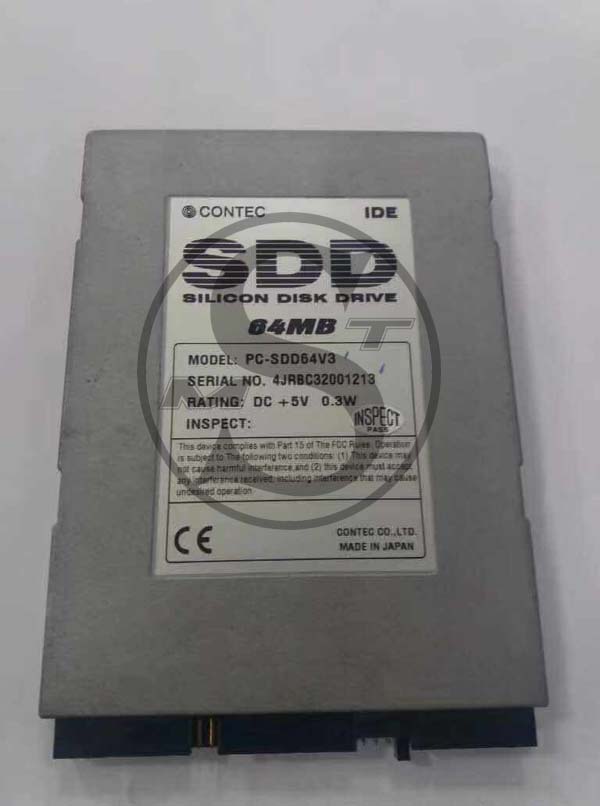 CONTEC IDE
SDD
SILICON DISK DRIVE
64MB
MODEL: PC-SDD64V3
SERIAL NO. 4JRBC32001213
RATING: DC +5V 0.3W
INSPECT: INSPECT
PASS
This device complies with Part 15 of The FCC Rules. Operation
is subject to The following two conditions: (1) This device may
not cause harmful interference,and (2) this device must accept
any interference received, including interference that may cause
undesired operation.
CE
CONTEC CO.,LTD.
MADE IN JAPAN
M S T